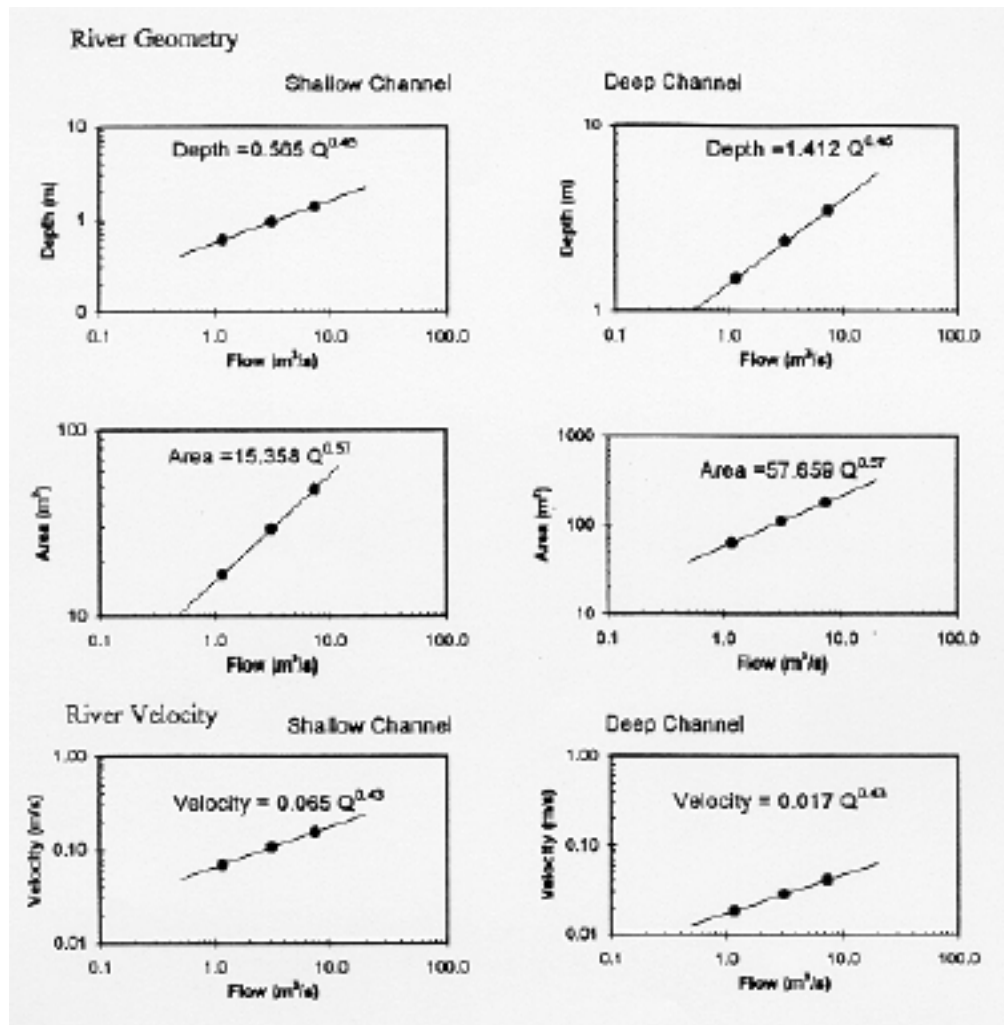 River Geometry
Shallow Channel
Deep Channel
10
1
0
Depth (m)
Depth =0.565 Q
0.1 1.0 10.0 100.0
Flow (m³/s)
10
1
Depth (m)
Depth =1.412 Q
0.1 1.0 10.0 100.0
Flow (m³/s)
100
10
Area (m²)
Area =15.358 Q^0.57
0.1 1.0 10.0 100.0
Flow (m³/s)
1000
100
10
Area (m²)
Area =57.658 Q^0.57
0.1 1.0 10.0 100.0
Flow (m³/s)
River Velocity
Shallow Channel
Deep Channel
1.00
0.10
0.01
Velocity (m/s)
Velocity = 0.065 Q^0.43
0.1 1.0 10.0 100.0
Flow (m³/s)
1.00
0.10
0.01
Velocity (m/s)
Velocity = 0.017 Q^0.43
0.1 1.0 10.0 100.0
Flow (m³/s)